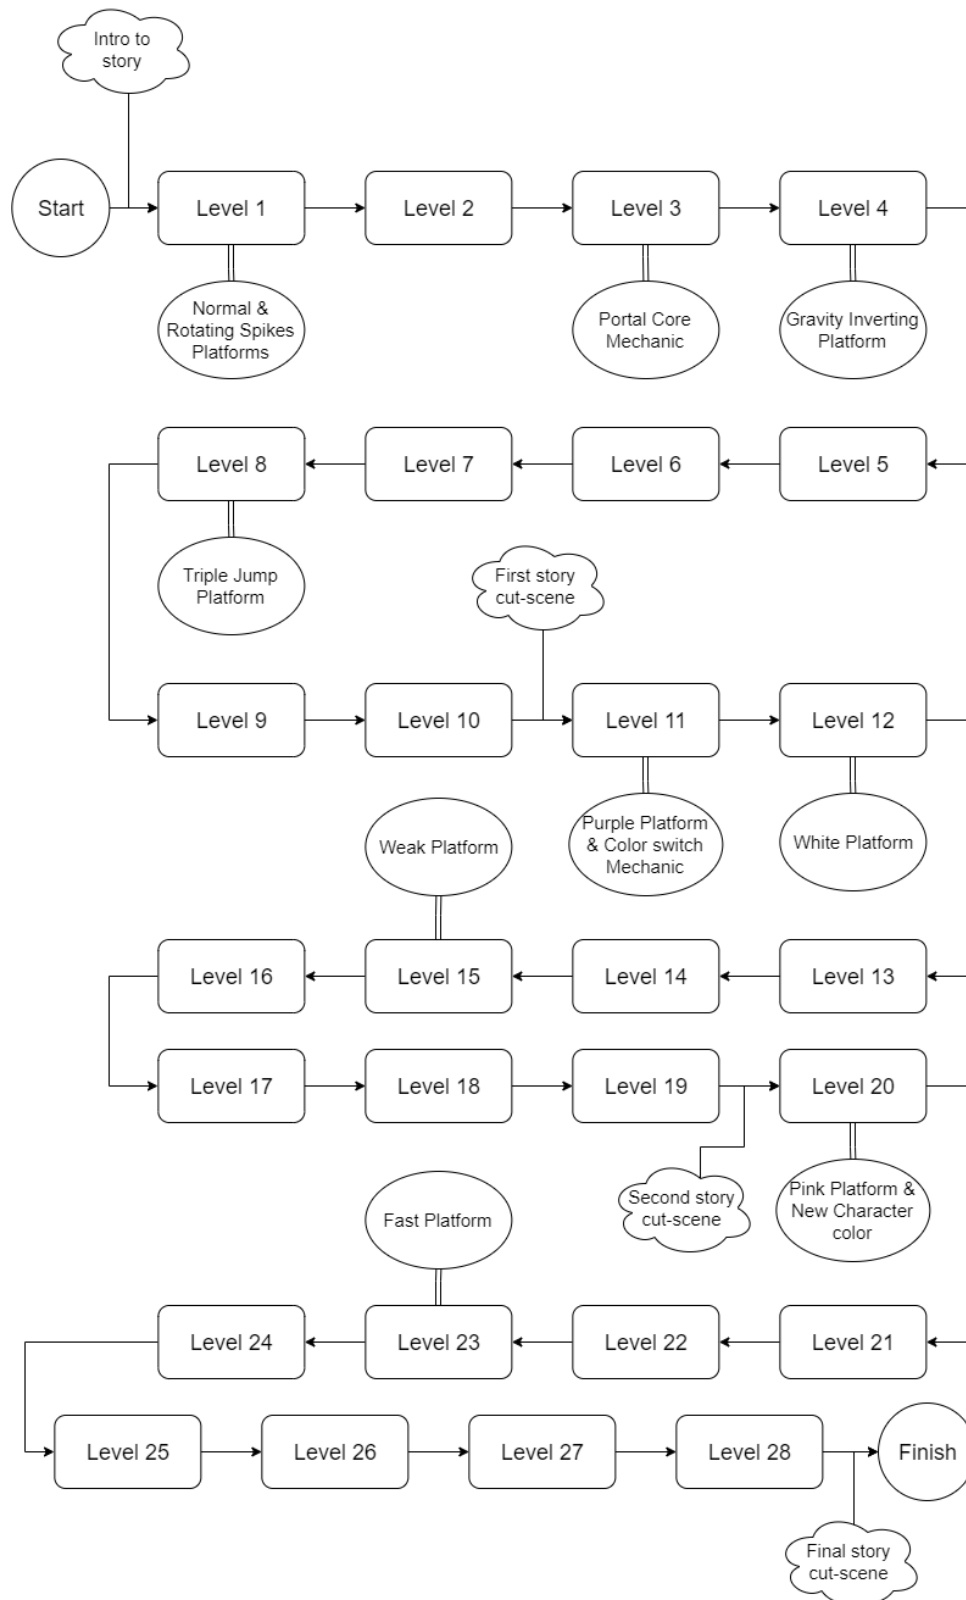 Intro to
story
Start
Level 1
Level 2
Level 3
Level 4
Normal &
Rotating Spikes
Platforms
Portal Core
Mechanic
Gravity Inverting
Platform
Level 8
Level 7
Level 6
Level 5
Triple Jump
Platform
First story
cut-scene
Level 9
Level 10
Level 11
Level 12
Weak Platform
Purple Platform
& Color switch
Mechanic
White Platform
Level 16
Level 15
Level 14
Level 13
Level 17
Level 18
Level 19
Level 20
Second story
cut-scene
Pink Platform &
New Character
color
Fast Platform
Level 24
Level 23
Level 22
Level 21
Level 25
Level 26
Level 27
Level 28
Finish
Final story
cut-scene